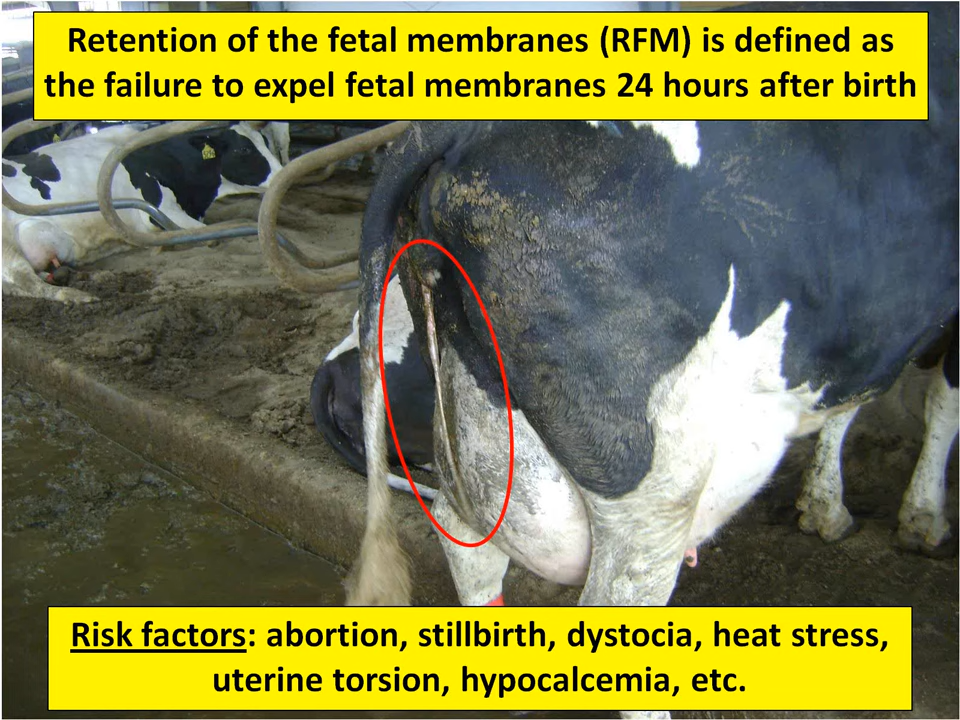 Retention of the fetal membranes (RFM) is defined as
the failure to expel fetal membranes 24 hours after birth
Risk factors: abortion, stillbirth, dystocia, heat stress,
uterine torsion, hypocalcemia, etc.